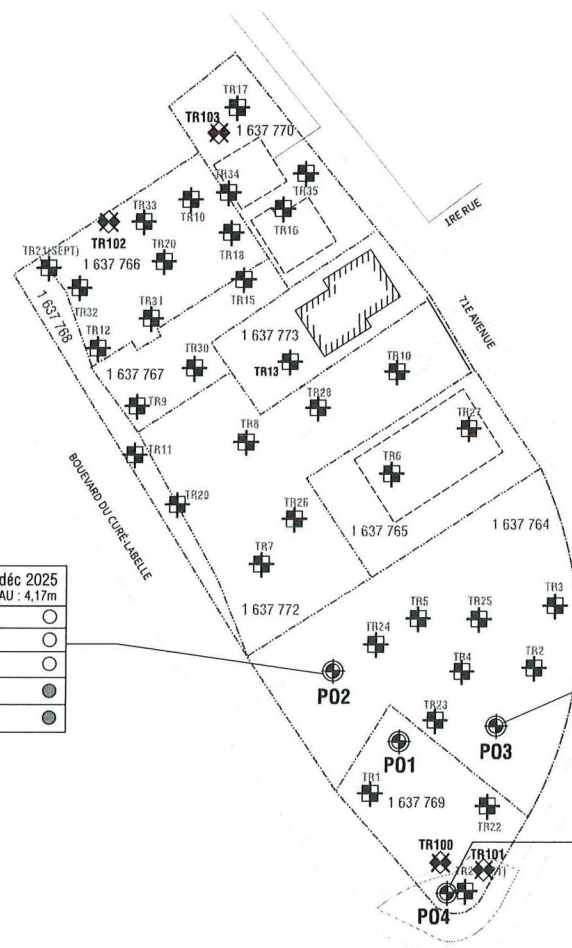 TR17
TR103
1 637 770
TR34
TR35
TR33
TR16
1RE RUE
TR102
TR20
TR18
TR21(SEPT)
1 637 766
TR15
TR32
TR31
71E AVENUE
1 637 768
TR12
1 637 773
TR30
TR13
TR10
1 637 767
TR9
TR28
TR27
TR8
TR11
TR6
BOUEVARD DU CURÉ-LABELLE
TR26
1 637 764
1 637 765
TR7
déc 2025
AU : 4,17m
TR3
1 637 772
TR5
TR25
TR24
TR4
TR2
PO2
TR23
PO3
PO1
TR1
1 637 769
TR22
TR100
TR101
PO4